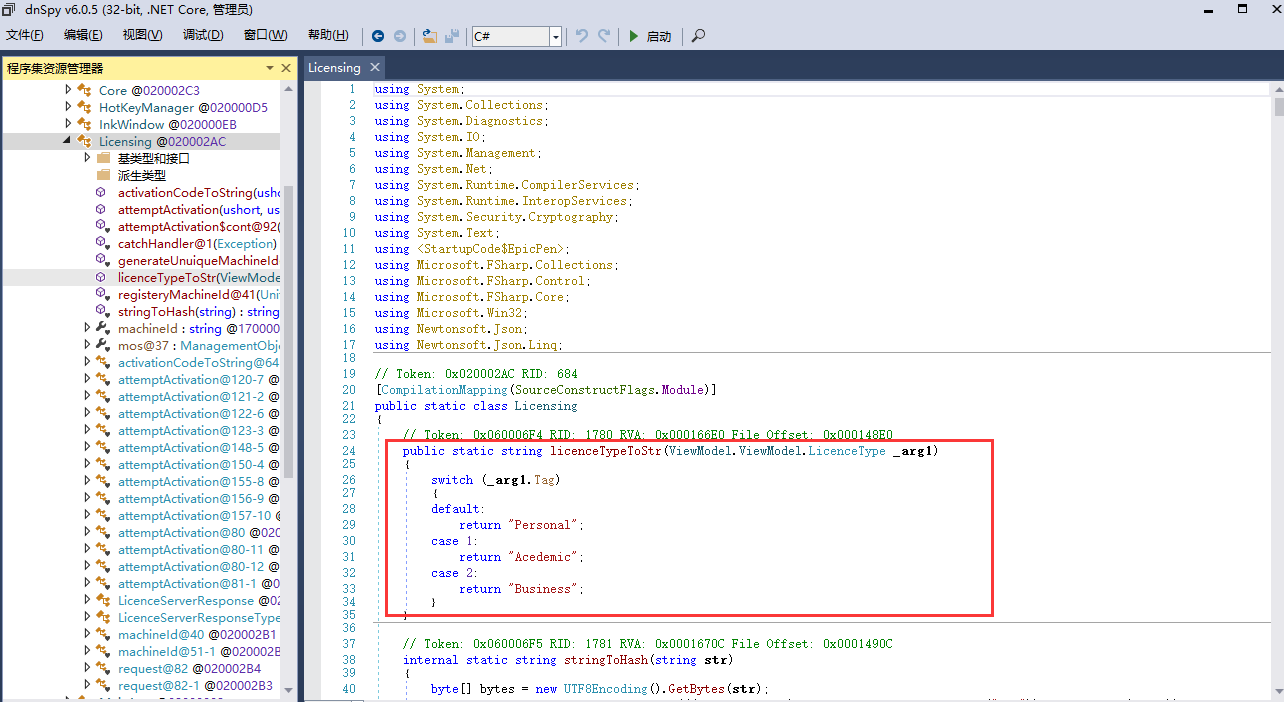 dnSpy v6.0.5 (32-bit, .NET Core, 管理员)
文件(F) 编辑(E) 视图(V) 调试(D) 窗口(W) 帮助(H) C# 启动
程序集资源管理器
Core @020002C3
HotKeyManager @020000D5
InkWindow @020000EB
Licensing @020002AC
基类型和接口
派生类型
activationCodeToString(usho
attemptActivation(ushort, us
attemptActivation$cont@92(
catchHandler@1(Exception)
generateUnuiqueMachineId
licenceTypeToStr(ViewMode
registeryMachineId@41(Uni
stringToHash(string) : string
machineId : string @170000
mos@37 : ManagementObj
activationCodeToString@64
attemptActivation@120-7 @
attemptActivation@121-2 @
attemptActivation@122-6 @
attemptActivation@123-3 @
attemptActivation@148-5 @
attemptActivation@150-4 @
attemptActivation@155-8 @
attemptActivation@156-9 @
attemptActivation@157-10 @
attemptActivation@80 @020
attemptActivation@80-11 @
attemptActivation@80-12 @
attemptActivation@81-1 @0
LicenceServerResponse @02
LicenceServerResponseType
machineId@40 @020002B1
machineId@51-1 @020002B
request@82 @020002B4
request@82-1 @020002B3
Licensing
1 using System;
2 using System.Collections;
3 using System.Diagnostics;
4 using System.IO;
5 using System.Management;
6 using System.Net;
7 using System.Runtime.CompilerServices;
8 using System.Runtime.InteropServices;
9 using System.Security.Cryptography;
10 using System.Text;
11 using <StartupCode$EpicPen>;
12 using Microsoft.FSharp.Collections;
13 using Microsoft.FSharp.Control;
14 using Microsoft.FSharp.Core;
15 using Microsoft.Win32;
16 using Newtonsoft.Json;
17 using Newtonsoft.Json.Linq;
18
19 // Token: 0x020002AC RID: 684
20 [CompilationMapping(SourceConstructFlags.Module)]
21 public static class Licensing
22 {
23 // Token: 0x060006F4 RID: 1780 RVA: 0x000166E0 File Offset: 0x000148E0
24 public static string licenceTypeToStr(ViewModel.ViewModel.LicenceType _arg1)
25 {
26 switch (_arg1.Tag)
27 {
28 default:
29 return "Personal";
30 case 1:
31 return "Acedemic";
32 case 2:
33 return "Business";
34 }
35 }
36
37 // Token: 0x060006F5 RID: 1781 RVA: 0x0001670C File Offset: 0x0001490C
38 internal static string stringToHash(string str)
39 {
40 byte[] bytes = new UTF8Encoding().GetBytes(str);